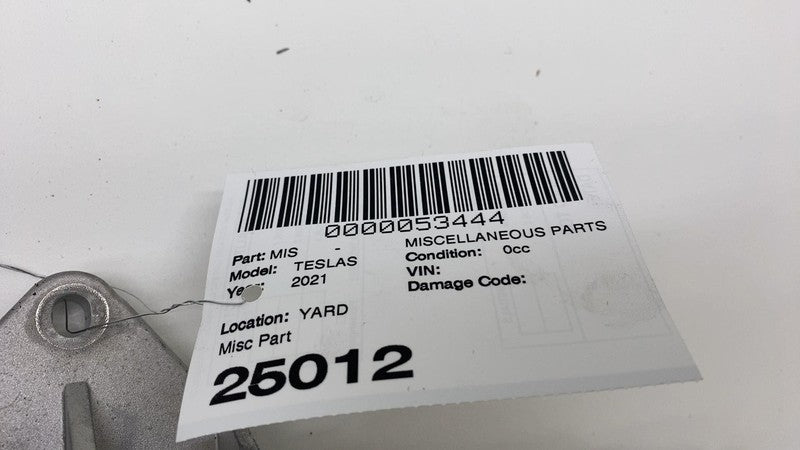 0000053444
Part: MIS - MISCELLANEOUS PARTS
Model: TESLAS Condition: 0cc
Year: 2021 VIN:
Damage Code:
Location: YARD
Misc Part
25012